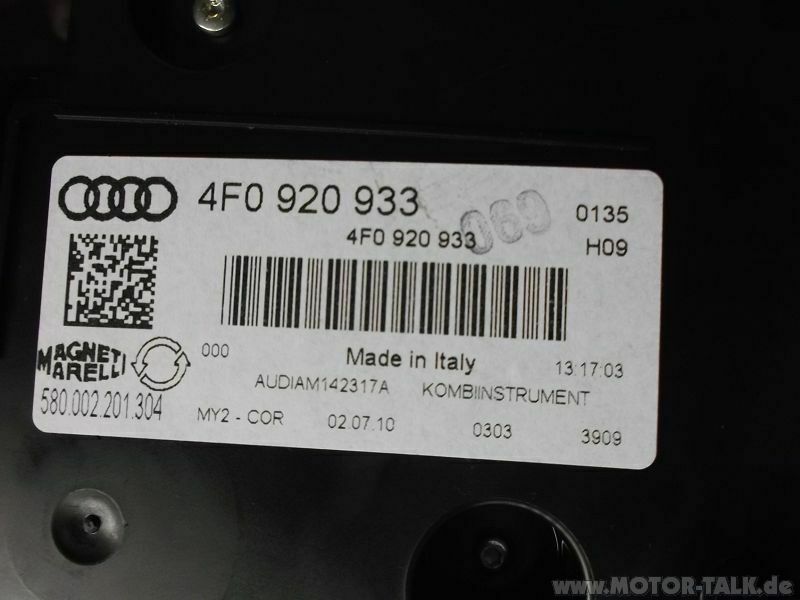 4F0 920 933
069
0135
4F0 920 933
H09
MAGNETI
MARELLI
000
Made in Italy
13:17:03
AUDIAM142317A
KOMBIINSTRUMENT
580.002.201.304
MY2 - COR
02.07.10
0303
3909
www.MOTOR-TALK.de